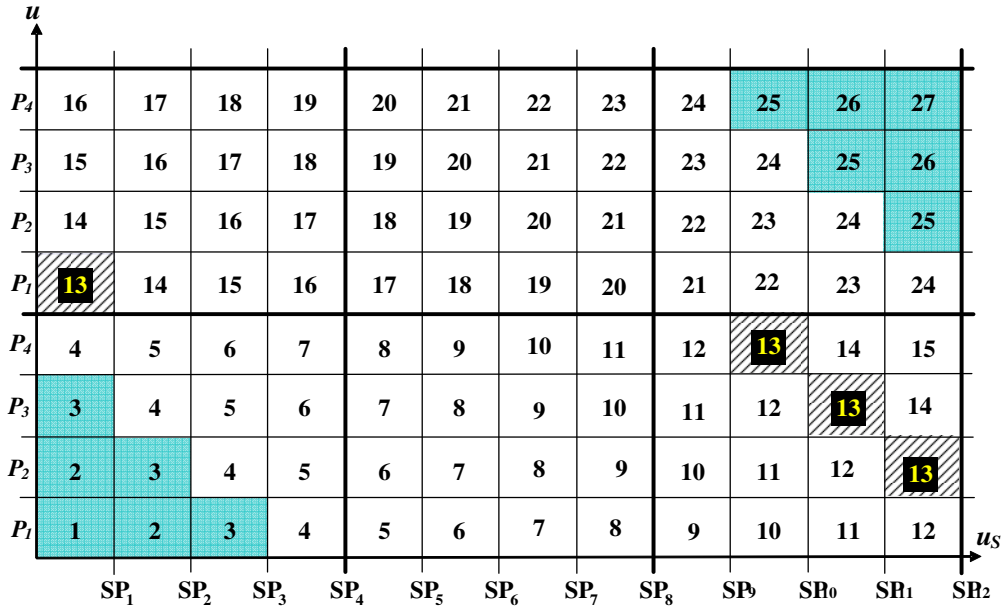 u
P4 16 17 18 19 20 21 22 23 24 25 26 27
P3 15 16 17 18 19 20 21 22 23 24 25 26
P2 14 15 16 17 18 19 20 21 22 23 24 25
P1 13 14 15 16 17 18 19 20 21 22 23 24
P4 4 5 6 7 8 9 10 11 12 13 14 15
P3 3 4 5 6 7 8 9 10 11 12 13 14
P2 2 3 4 5 6 7 8 9 10 11 12 13
P1 1 2 3 4 5 6 7 8 9 10 11 12
uS
SP1 SP2 SP3 SP4 SP5 SP6 SP7 SP8 SP9 SP10 SP11 SP12